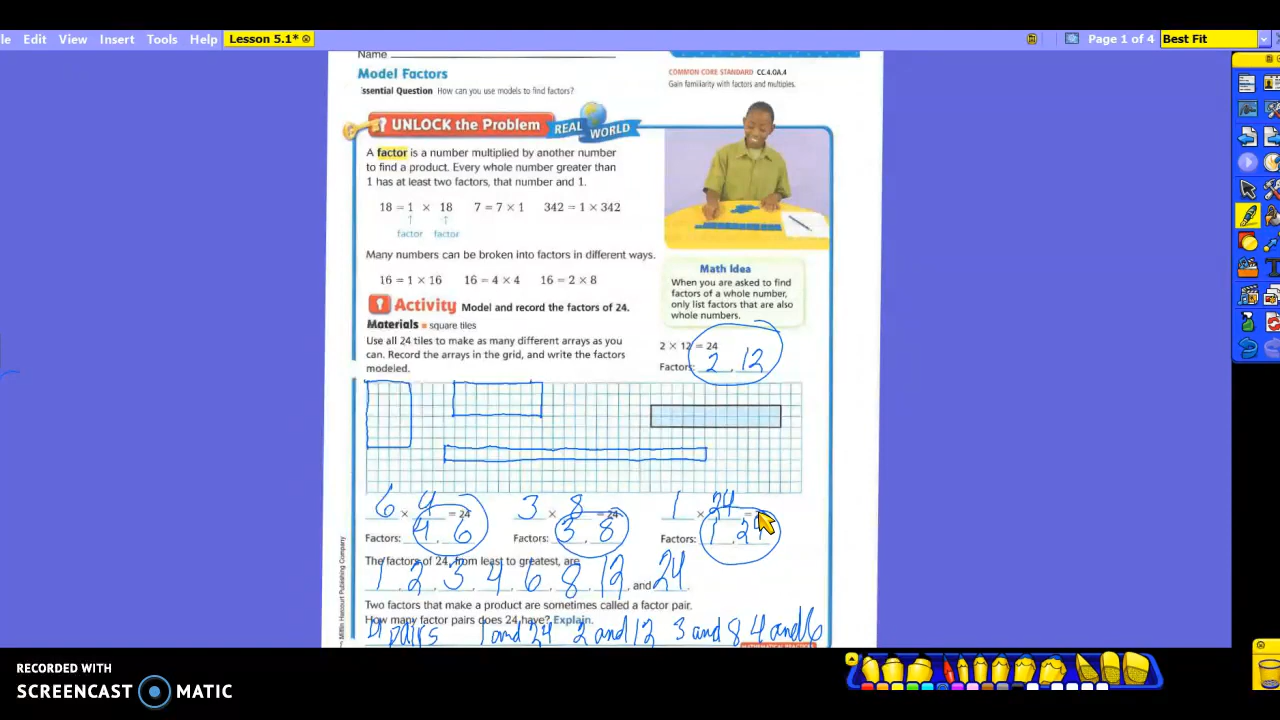 le Edit View Insert Tools Help Lesson 5.1* Page 1 of 4 Best Fit
Name
Model Factors
COMMON CORE STANDARD CC.4.OA.4
Gain familiarity with factors and multiples.
ssential Question How can you use models to find factors?
UNLOCK the Problem REAL WORLD
A factor is a number multiplied by another number
to find a product. Every whole number greater than
1 has at least two factors, that number and 1.
18 = 1 × 18 7 = 7 × 1 342 = 1 × 342
factor factor
Many numbers can be broken into factors in different ways.
16 = 1 × 16 16 = 4 × 4 16 = 2 × 8
Math Idea
When you are asked to find
factors of a whole number,
only list factors that are also
whole numbers.
Activity Model and record the factors of 24.
Materials ■ square tiles
Use all 24 tiles to make as many different arrays as you
can. Record the arrays in the grid, and write the factors
modeled.
2 × 12 = 24
Factors: 2, 12
6 × 4 = 24 3 × 8 = 24 1 × 24 =
Factors: 4, 6 Factors: 3, 8 Factors: 1, 24
The factors of 24, from least to greatest, are
1, 2, 3, 4, 6, 8, 12, and 24.
Two factors that make a product are sometimes called a factor pair.
How many factor pairs does 24 have? Explain.
4 pairs 1 and 24 2 and 12 3 and 8 4 and 6
MATHEMATICAL PRACTICES
Mifflin Harcourt Publishing Company
RECORDED WITH
SCREENCAST MATIC